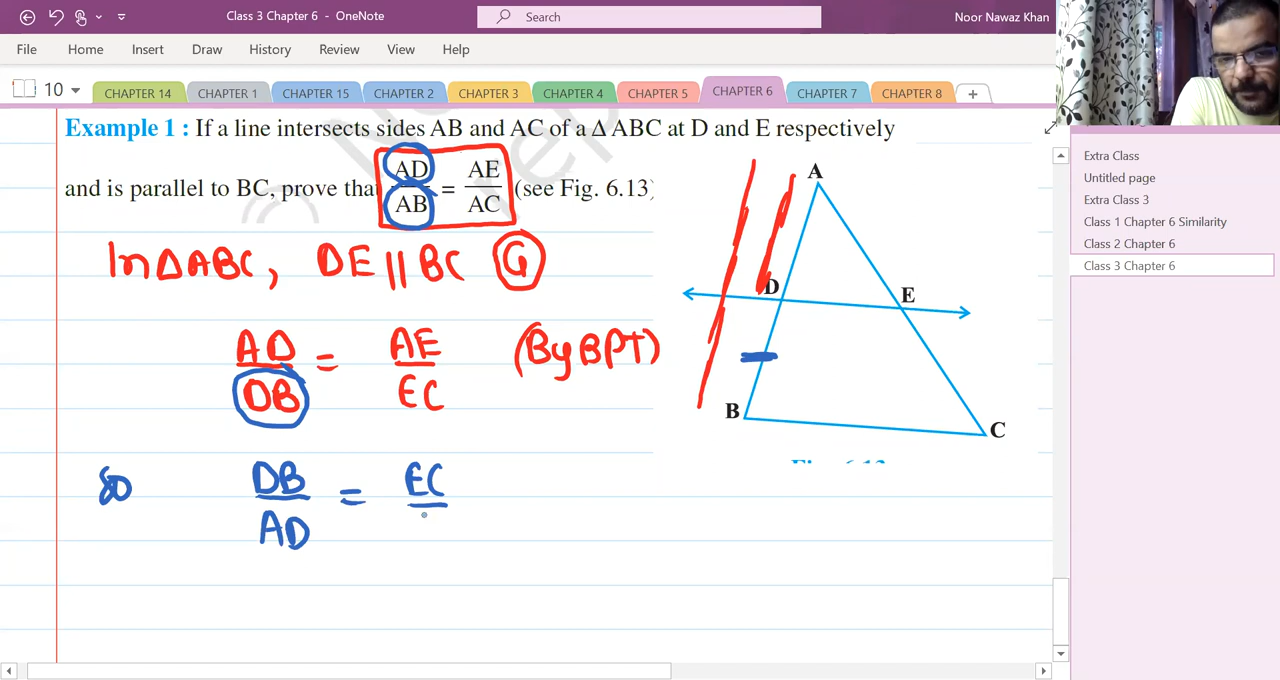 Class 3 Chapter 6 - OneNote
Search
Noor Nawaz Khan
File Home Insert Draw History Review View Help
10 CHAPTER 14 CHAPTER 1 CHAPTER 15 CHAPTER 2 CHAPTER 3 CHAPTER 4 CHAPTER 5 CHAPTER 6 CHAPTER 7 CHAPTER 8 +
Example 1 : If a line intersects sides AB and AC of a Δ ABC at D and E respectively
and is parallel to BC, prove that AD/AB = AE/AC (see Fig. 6.13)
In Δ ABC, DE || BC G
AD/DB = AE/EC (By BPT)
So DB/AD = EC/
A
D
E
B
C
Extra Class
Untitled page
Extra Class 3
Class 1 Chapter 6 Similarity
Class 2 Chapter 6
Class 3 Chapter 6